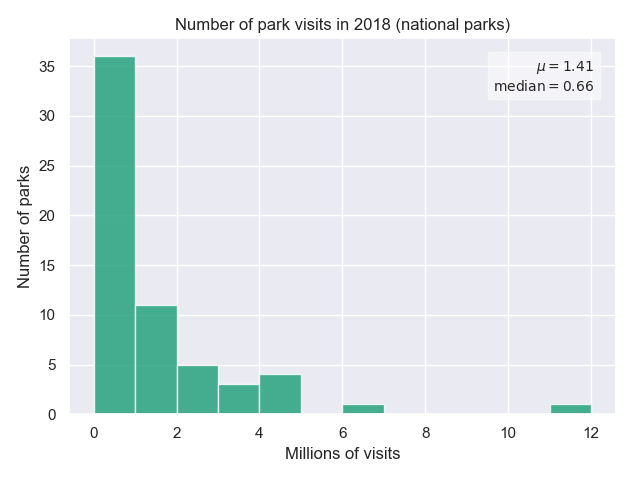 Number of park visits in 2018 (national parks)
μ = 1.41
median = 0.66
Number of parks
35
30
25
20
15
10
5
0
0 2 4 6 8 10 12
Millions of visits